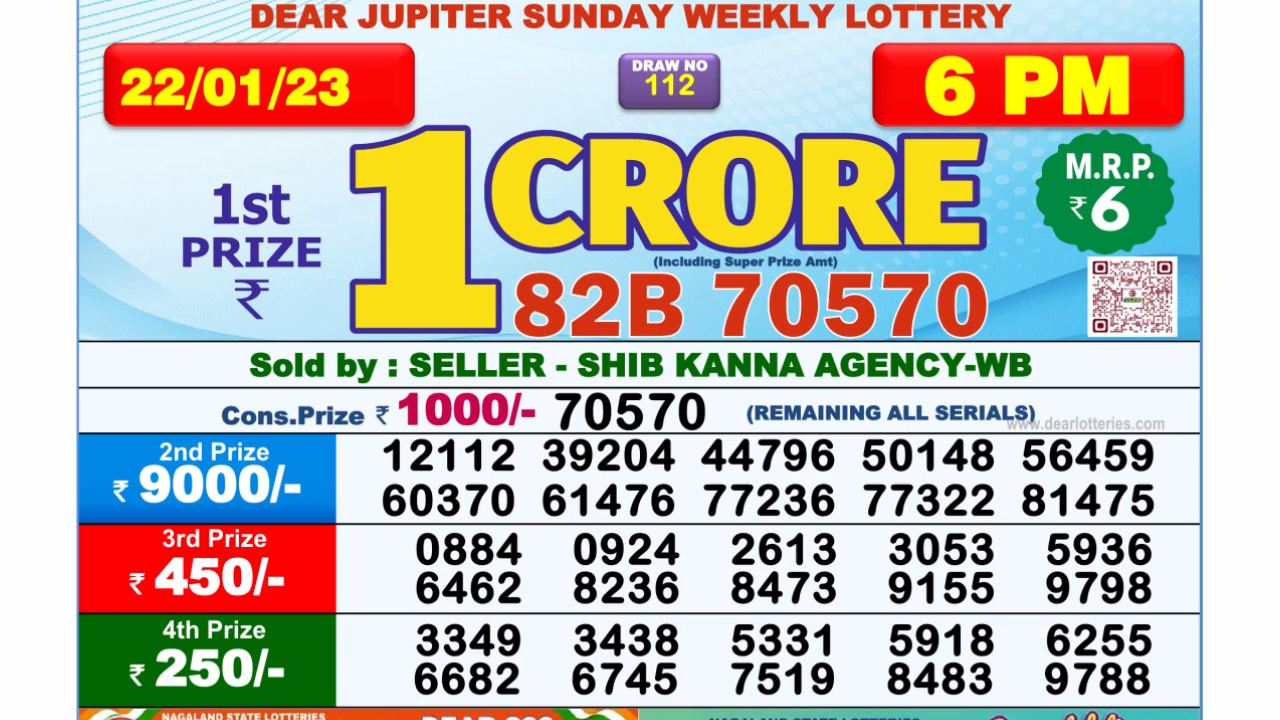 DEAR JUPITER SUNDAY WEEKLY LOTTERY
22/01/23
DRAW NO
112
6 PM
1st
PRIZE
₹
1 CRORE
(Including Super Prize Amt)
82B 70570
M.R.P.
₹ 6
Sold by : SELLER - SHIB KANNA AGENCY-WB
Cons.Prize ₹ 1000/- 70570 (REMAINING ALL SERIALS)
www.dearlotteries.com
2nd Prize
₹ 9000/-
12112 39204 44796 50148 56459
60370 61476 77236 77322 81475
3rd Prize
₹ 450/-
0884 0924 2613 3053 5936
6462 8236 8473 9155 9798
4th Prize
₹ 250/-
3349 3438 5331 5918 6255
6682 6745 7519 8483 9788
NAGALAND STATE LOTTERIES
NAGALAND STATE LOTTERIES